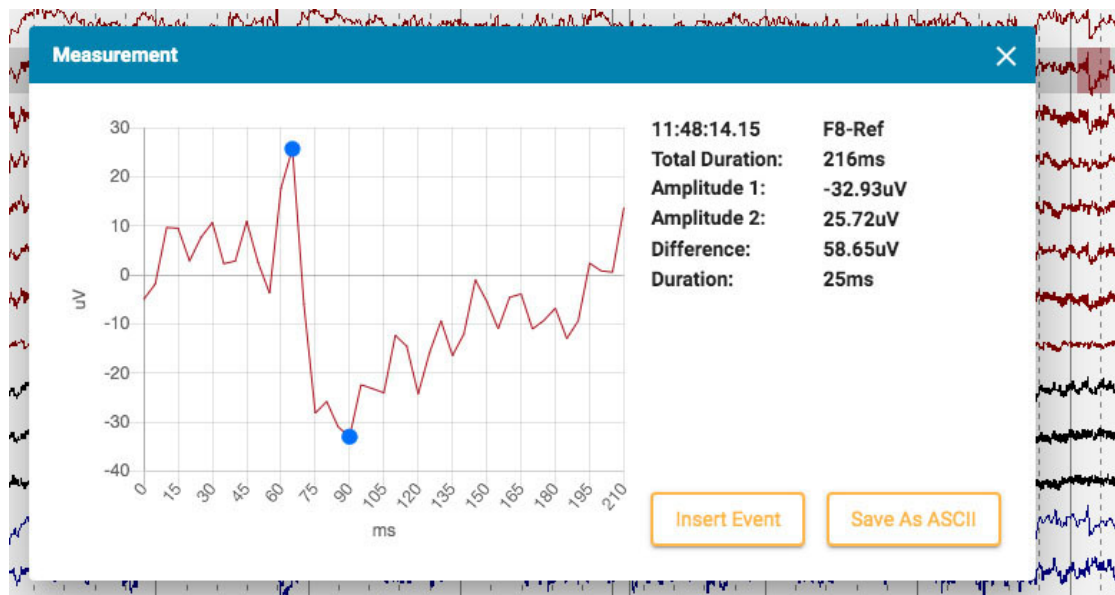 Measurement
11:48:14.15 F8-Ref
Total Duration: 216ms
Amplitude 1: -32.93uV
Amplitude 2: 25.72uV
Difference: 58.65uV
Duration: 25ms
30
20
10
0
-10
-20
-30
-40
uV
0 15 30 45 60 75 90 105 120 135 150 165 180 195 210
ms
Insert Event Save As ASCII